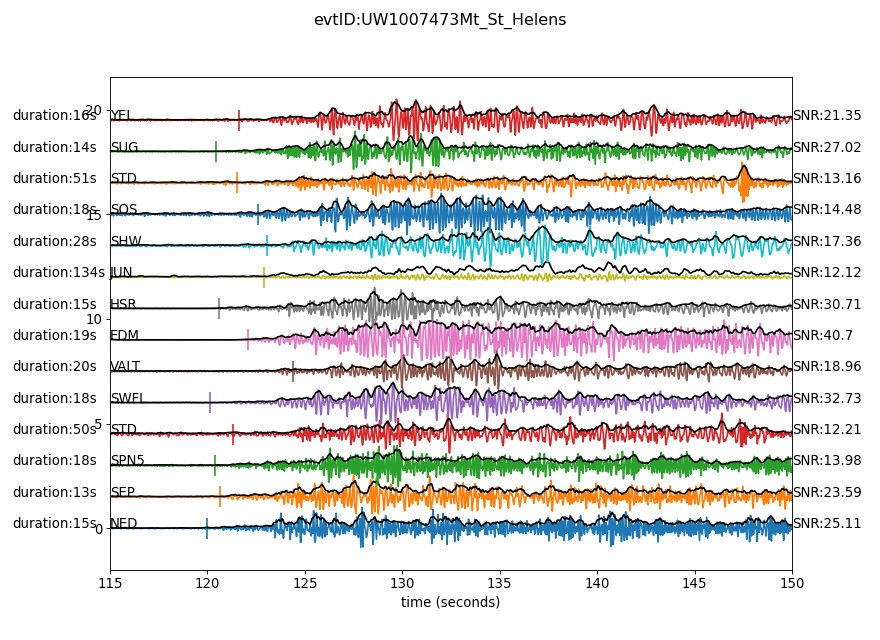 evtID:UW1007473Mt_St_Helens
20
duration:16s YEL SNR:21.35
duration:14s SUG SNR:27.02
duration:51s STD SNR:13.16
duration:18s SOS SNR:14.48
15
duration:28s SHW SNR:17.36
duration:134s JUN SNR:12.12
duration:15s HSR SNR:30.71
10
duration:19s EDM SNR:40.7
duration:20s VALT SNR:18.96
duration:18s SWFL SNR:32.73
5
duration:50s STD SNR:12.21
duration:18s SPN5 SNR:13.98
duration:13s SEP SNR:23.59
duration:15s NED SNR:25.11
0
115 120 125 130 135 140 145 150
time (seconds)